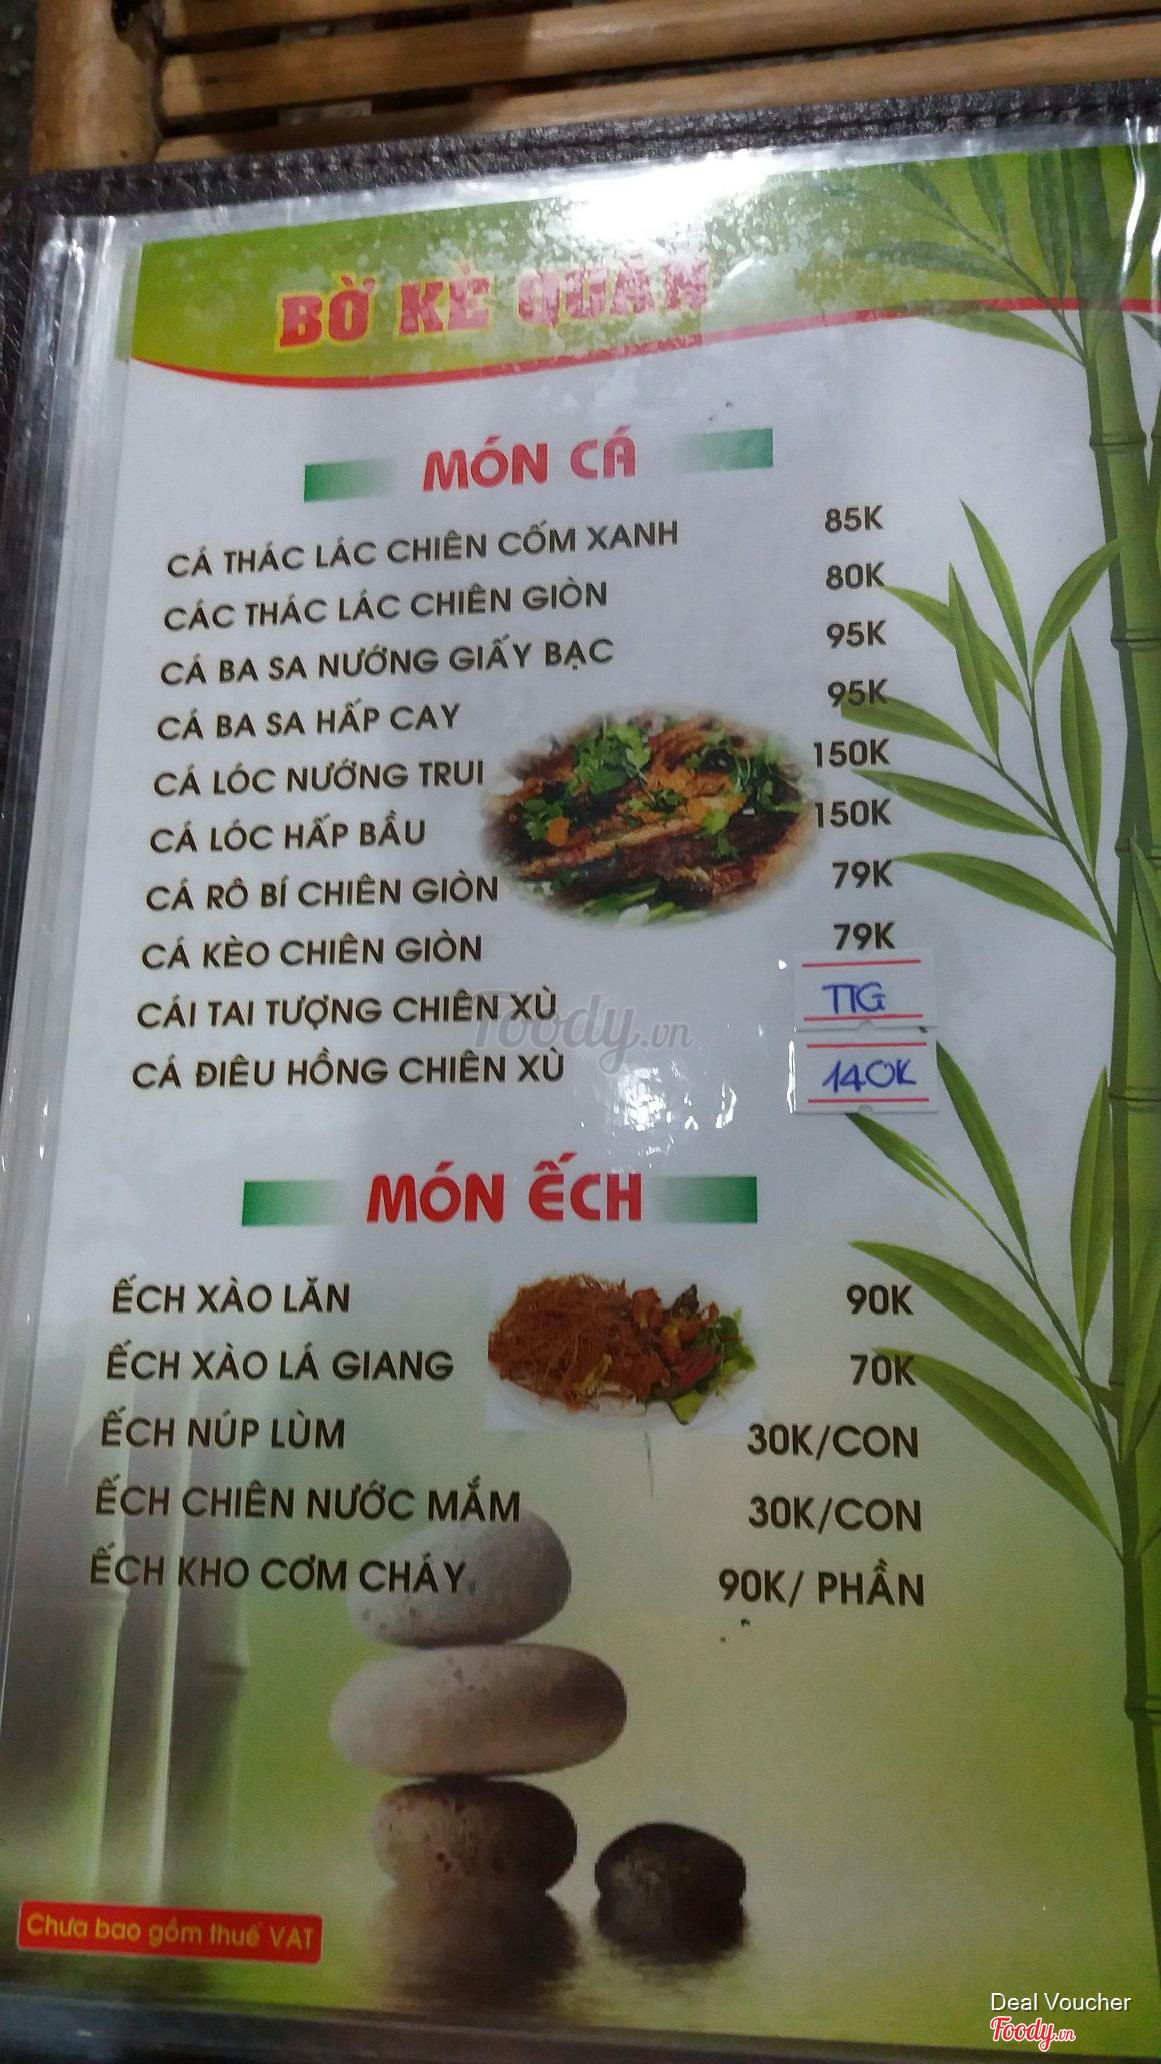 BỜ KÈ QUÁN
MÓN CÁ
CÁ THÁC LÁC CHIÊN CỐM XANH 85K
CÁC THÁC LÁC CHIÊN GIÒN 80K
CÁ BA SA NƯỚNG GIẤY BẠC 95K
CÁ BA SA HẤP CAY 95K
CÁ LÓC NƯỚNG TRUI 150K
CÁ LÓC HẤP BẦU 150K
CÁ RÔ BÍ CHIÊN GIÒN 79K
CÁ KÈO CHIÊN GIÒN 79K
CÁI TAI TƯỢNG CHIÊN XÙ TTG
CÁ ĐIÊU HỒNG CHIÊN XÙ 140K
Foody.vn
MÓN ẾCH
ẾCH XÀO LĂN 90K
ẾCH XÀO LÁ GIANG 70K
ẾCH NÚP LÙM 30K/CON
ẾCH CHIÊN NƯỚC MẮM 30K/CON
ẾCH KHO CƠM CHÁY 90K/ PHẦN
Chưa bao gồm thuế VAT
Deal Voucher
Foody.vn